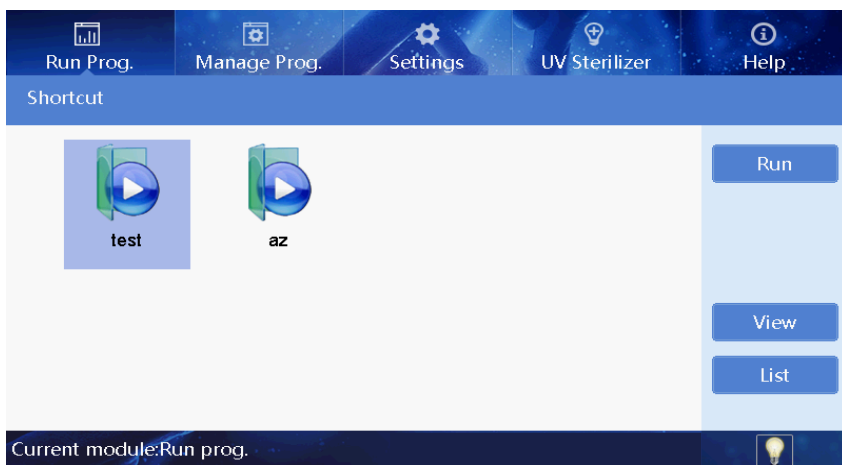 Run Prog. Manage Prog. Settings UV Sterilizer Help
Shortcut
test az
Run
View
List
Current module:Run prog.